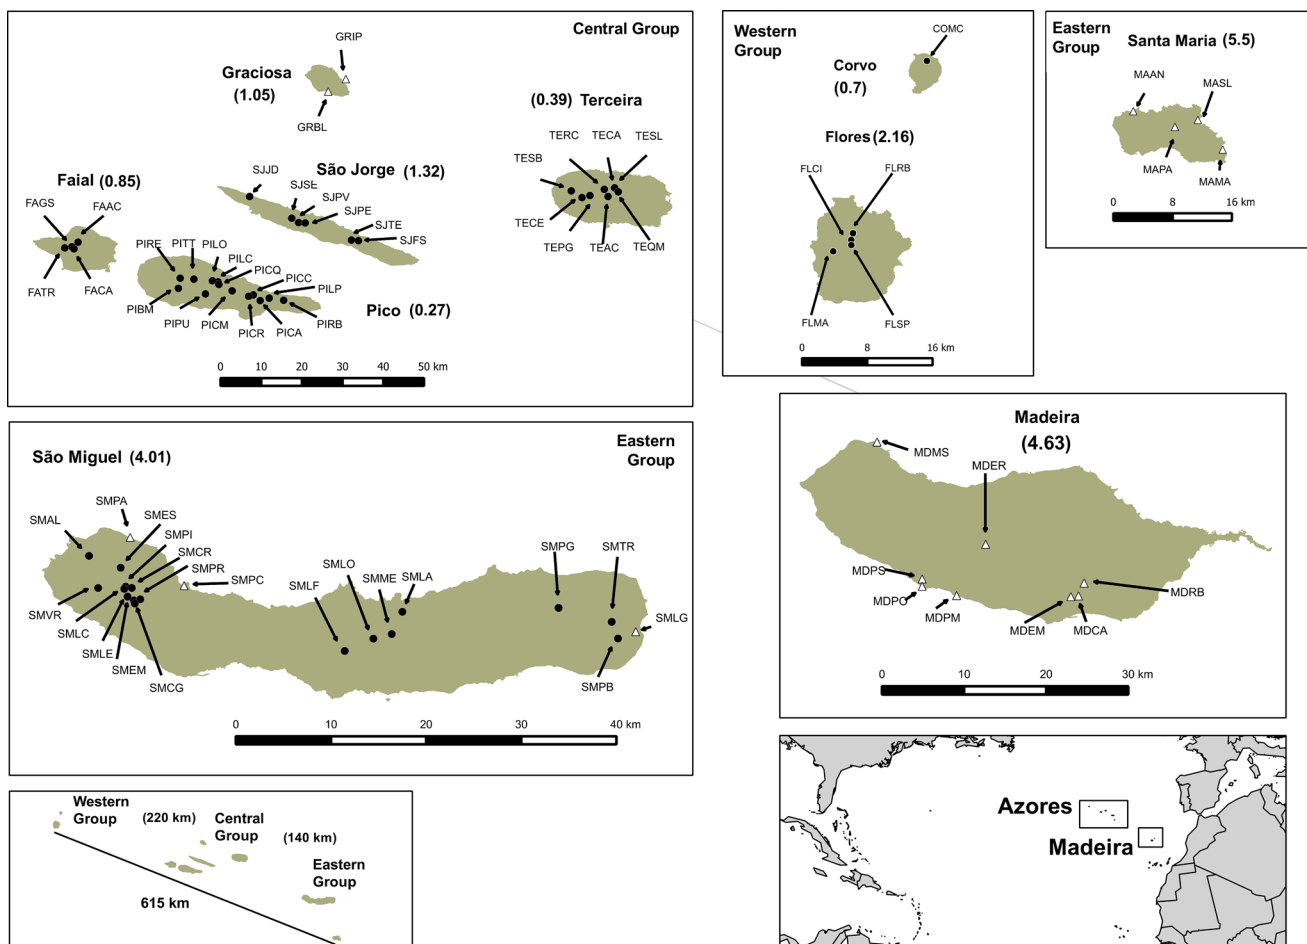 Central Group
GRIP
Graciosa
(1.05)
GRBL
(0.39) Terceira
TERC TECA TESL
TESB
TECE
TEPG TEAC TEQM
São Jorge (1.32)
SJJD
SJSE
SJPV
SJPE
SJTE
SJFS
Faial (0.85)
FAGS FAAC
FATR FACA
PIRE PITT PILO
PILC
PICQ
PICC
PILP
PIBM
PIPU PICM PICR PICA PIRB
Pico (0.27)
0 10 20 30 40 50 km
Western
Group
COMC
Corvo
(0.7)
Flores (2.16)
FLCI FLRB
FLMA FLSP
0 8 16 km
Eastern
Group
Santa Maria (5.5)
MAAN
MASL
MAPA
MAMA
0 8 16 km
São Miguel (4.01)
Eastern
Group
SMPA
SMAL
SMES
SMPI
SMCR
SMPR
SMPC
SMVR
SMLC
SMLE
SMEM
SMCG
SMLF
SMLO
SMME
SMLA
SMPG
SMTR
SMLG
SMPB
0 10 20 30 40 km
Madeira
(4.63)
MDMS
MDER
MDPS
MDPO
MDPM
MDRB
MDEM
MDCA
0 10 20 30 km
Western
Group
(220 km)
Central
Group
(140 km)
Eastern
Group
615 km
Azores
Madeira